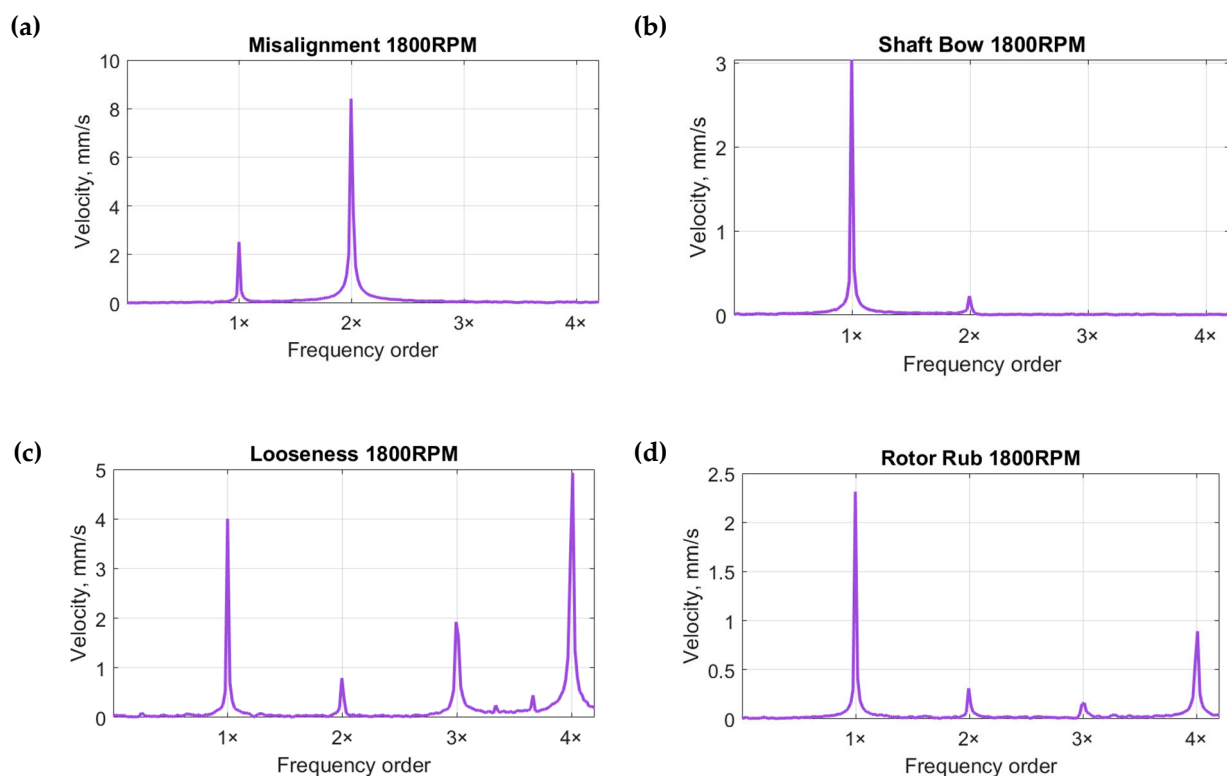 (a)
Misalignment 1800RPM
10
8
6
4
2
0
Velocity, mm/s
1×
2×
3×
4×
Frequency order
(b)
Shaft Bow 1800RPM
3
2
1
0
Velocity, mm/s
1×
2×
3×
4×
Frequency order
(c)
Looseness 1800RPM
5
4
3
2
1
0
Velocity, mm/s
1×
2×
3×
4×
Frequency order
(d)
Rotor Rub 1800RPM
2.5
2
1.5
1
0.5
0
Velocity, mm/s
1×
2×
3×
4×
Frequency order